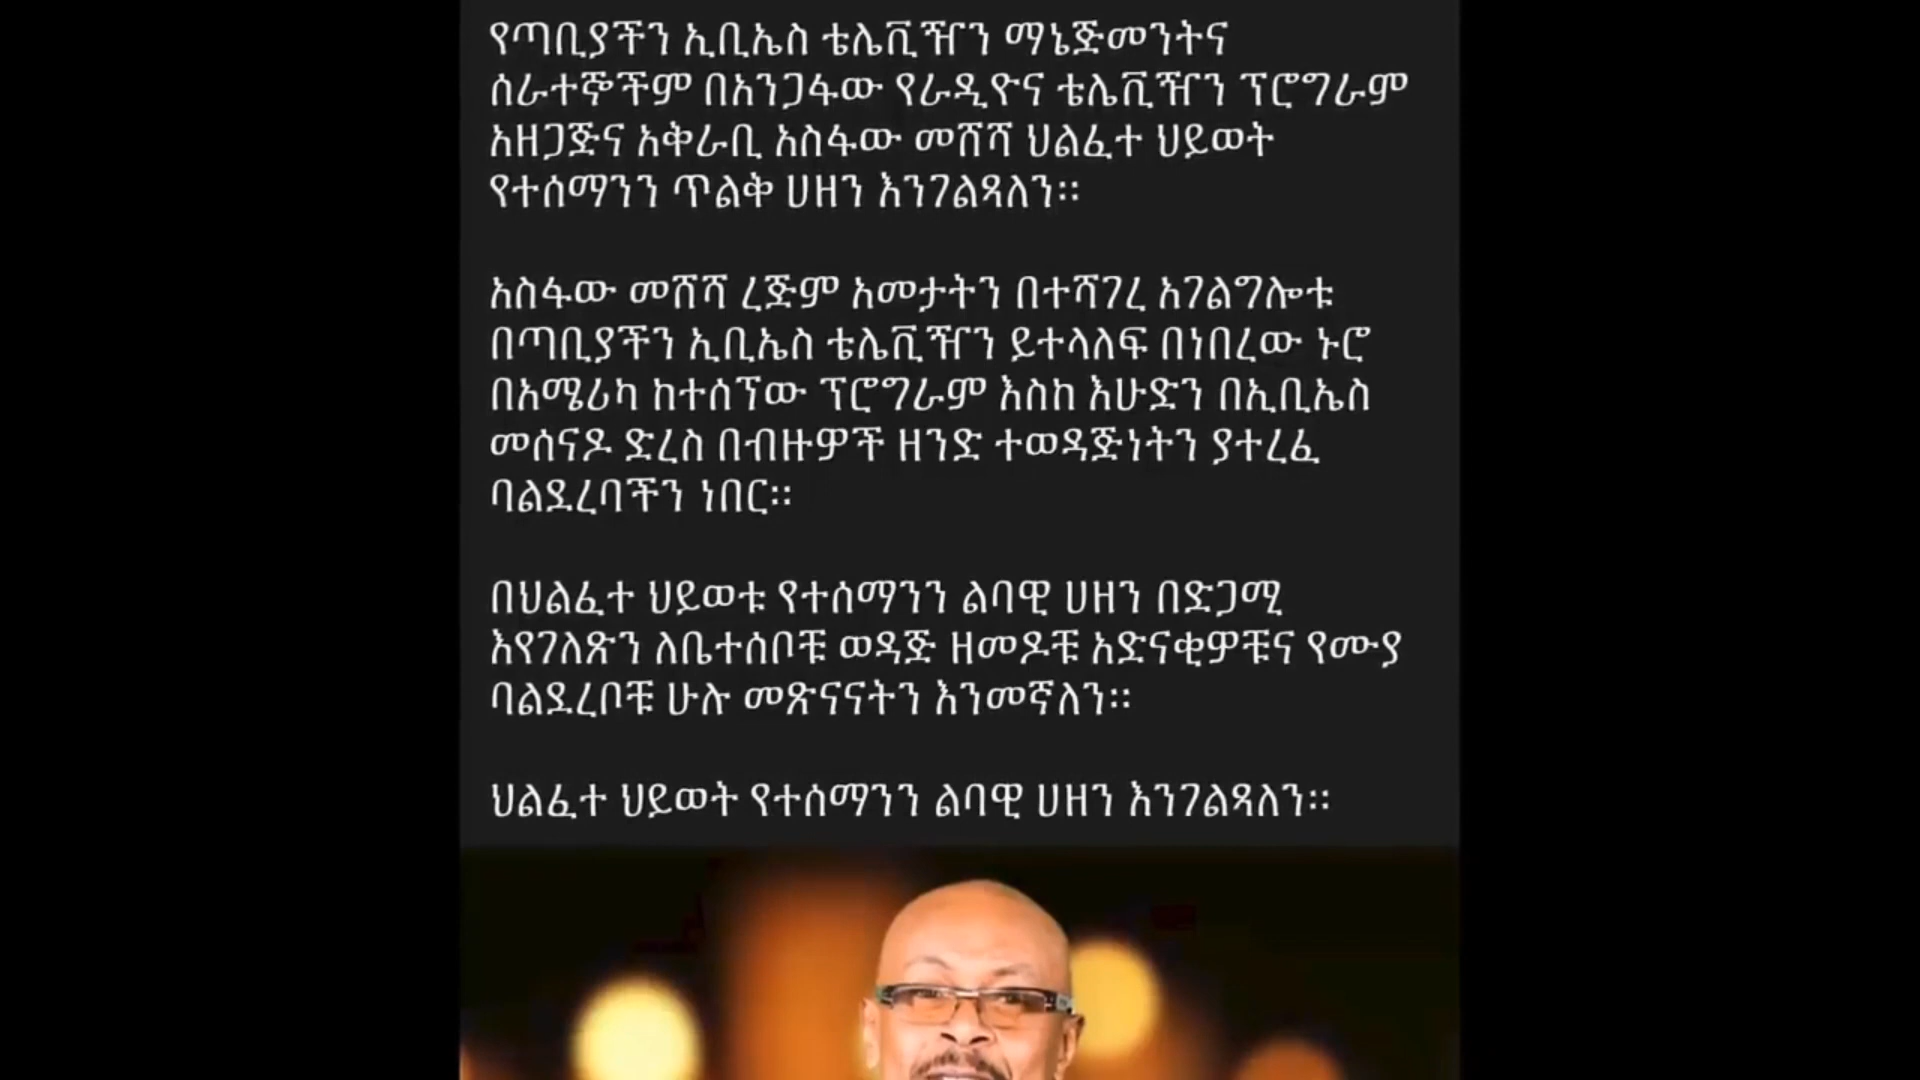 የጣቢያችን ኢቢኤስ ቴሌቪዥን ማኔጅመንትና
ሰራተኞችም በአንጋፋው የራዲዮና ቴሌቪዥን ፕሮግራም
አዘጋጅና አቅራቢ አስፋው መሸሻ ህልፈተ ህይወት
የተሰማንን ጥልቅ ሀዘን እንገልጻለን፡፡
አስፋው መሸሻ ረጅም አመታትን በተሻገረ አገልግሎቱ
በጣቢያችን ኢቢኤስ ቴሌቪዥን ይተላለፍ በነበረው ኑሮ
በአሜሪካ ከተሰኘው ፕሮግራም እስከ እሁድን በኢቢኤስ
መሰናዶ ድረስ በብዙዎች ዘንድ ተወዳጅነትን ያተረፈ
ባልደረባችን ነበር፡፡
በህልፈተ ህይወቱ የተሰማንን ልባዊ ሀዘን በድጋሚ
እየገለጽን ለቤተሰቦቹ ወዳጅ ዘመዶቹ አድናቂዎቹና የሙያ
ባልደረቦቹ ሁሉ መጽናናትን እንመኛለን፡፡
ህልፈተ ህይወት የተሰማንን ልባዊ ሀዘን እንገልጻለን፡፡